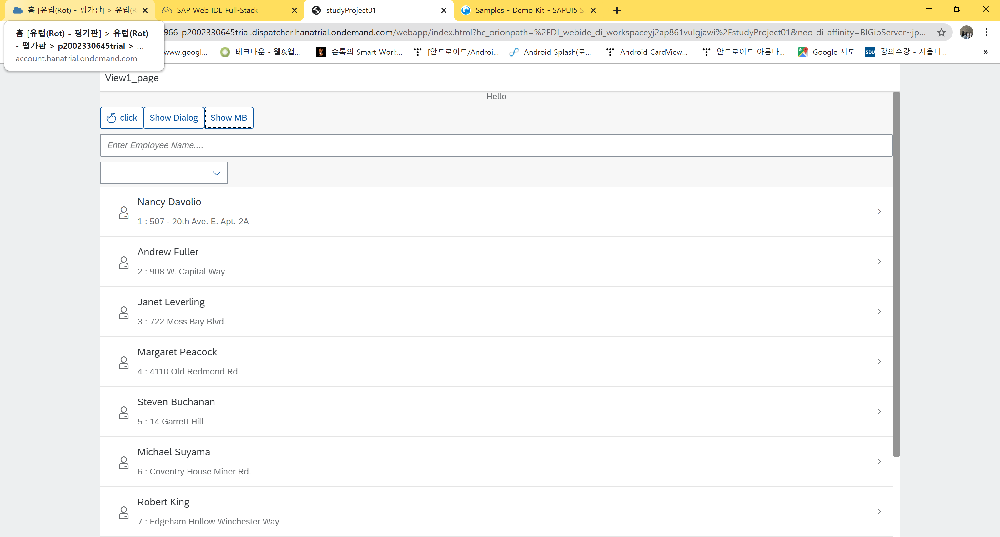 홈 [유럽(Rot) - 평가판] > 유럽(R
SAP Web IDE Full-Stack
studyProject01
Samples - Demo Kit - SAPUI5 S
홈 [유럽(Rot) - 평가판] > 유럽(Rot)
- 평가판 > p2002330645trial > ...
account.hanatrial.ondemand.com
966-p2002330645trial.dispatcher.hanatrial.ondemand.com/webapp/index.html?hc_orionpath=%2FDI_webide_di_workspaceyj2ap861vulgjawi%2FstudyProject01&neo-di-affinity=BIGipServer~jp...
www.googl...
테크타운 - 웹&앱...
순록의 Smart Worl:...
[안드로이드/Androi...
Android Splash(로...
Android CardView...
안드로이드 아름다...
Google 지도
SDU 강의수강 - 서울디...
»
View1_page
Hello
click
Show Dialog
Show MB
Enter Employee Name....
Nancy Davolio
1 : 507 - 20th Ave. E. Apt. 2A
Andrew Fuller
2 : 908 W. Capital Way
Janet Leverling
3 : 722 Moss Bay Blvd.
Margaret Peacock
4 : 4110 Old Redmond Rd.
Steven Buchanan
5 : 14 Garrett Hill
Michael Suyama
6 : Coventry House Miner Rd.
Robert King
7 : Edgeham Hollow Winchester Way